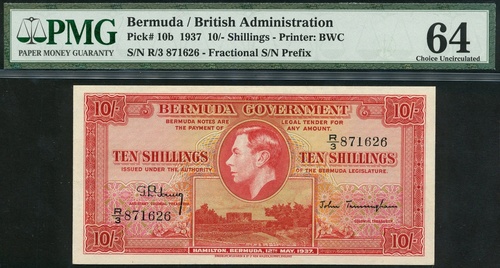 PMG
PAPER MONEY GUARANTY
Bermuda / British Administration
Pick# 10b 1937 10/- Shillings - Printer: BWC
S/N R/3 871626 - Fractional S/N Prefix
64
Choice Uncirculated
10/- BERMUDA GOVERNMENT 10/-
BERMUDA NOTES ARE LEGAL TENDER FOR
THE PAYMENT OF ANY AMOUNT.
R/3 871626
TEN SHILLINGS TEN SHILLINGS
ISSUED UNDER THE AUTHORITY OF THE BERMUDA LEGISLATURE.
R/3 871626
10/- HAMILTON, BERMUDA, 12TH MAY, 1937. 10/-